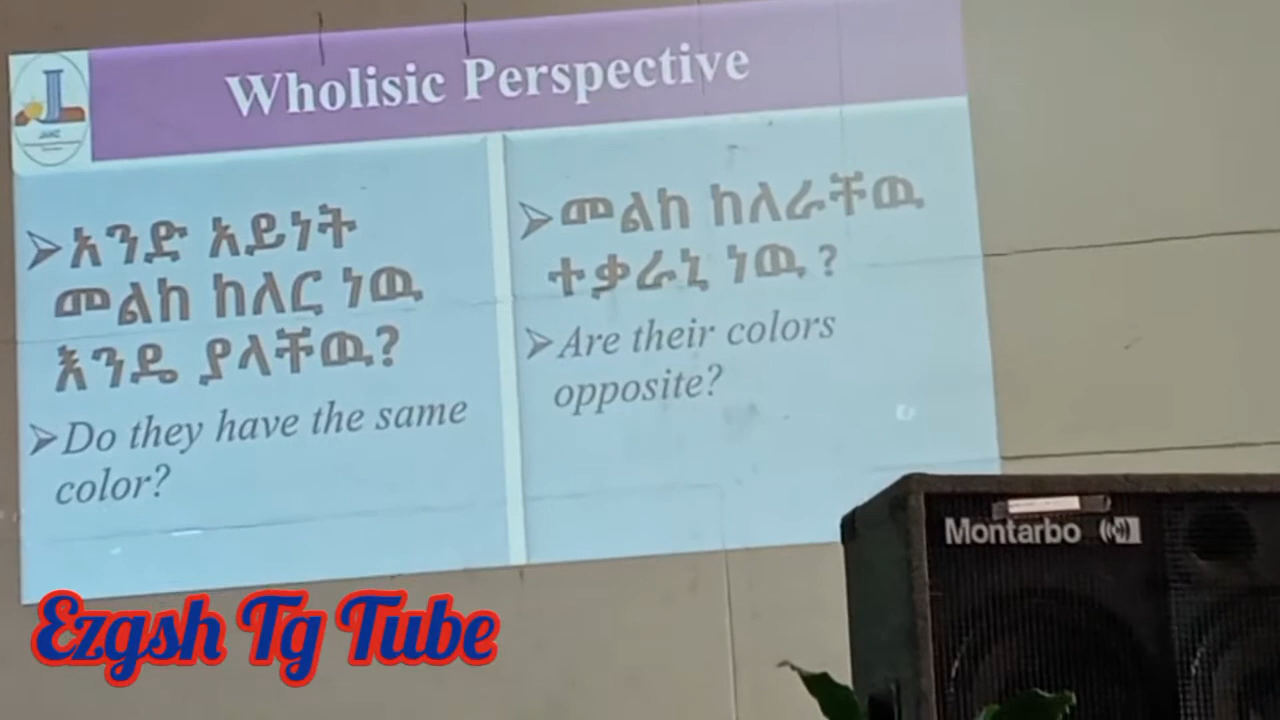 Wholisic Perspective
➢አንድ አይነት
መልከ ከለር ነዉ
እንዴ ያላቸዉ?
➢Do they have the same
color?
➢መልከ ከለራቸዉ
ተቃራኒ ነዉ ?
➢Are their colors
opposite?
Montarbo
Ezgsh Tg Tube